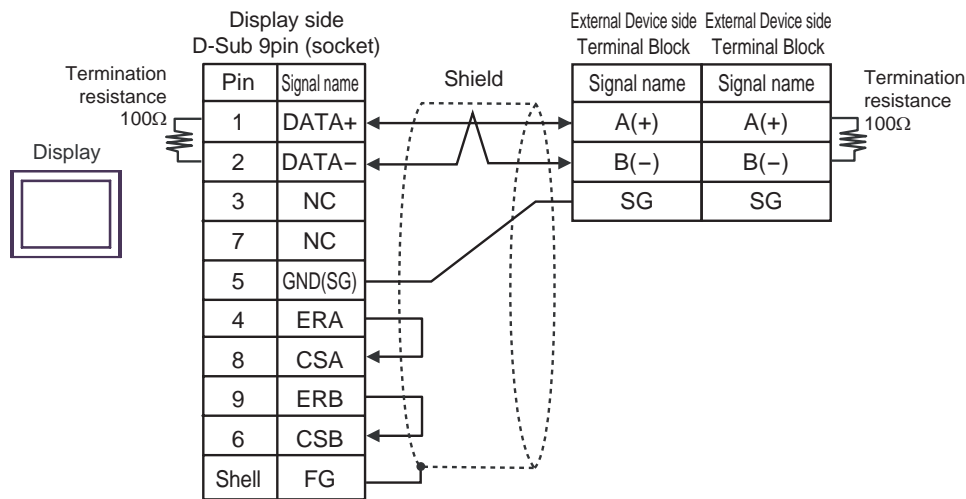 Display side
D-Sub 9pin (socket)
External Device side External Device side
Terminal Block Terminal Block
Termination
resistance
100Ω
Pin Signal name
Shield
Signal name Signal name
Termination
resistance
100Ω
1 DATA+
A(+) A(+)
Display
2 DATA−
B(−) B(−)
3 NC
SG SG
7 NC
5 GND(SG)
4 ERA
8 CSA
9 ERB
6 CSB
Shell FG